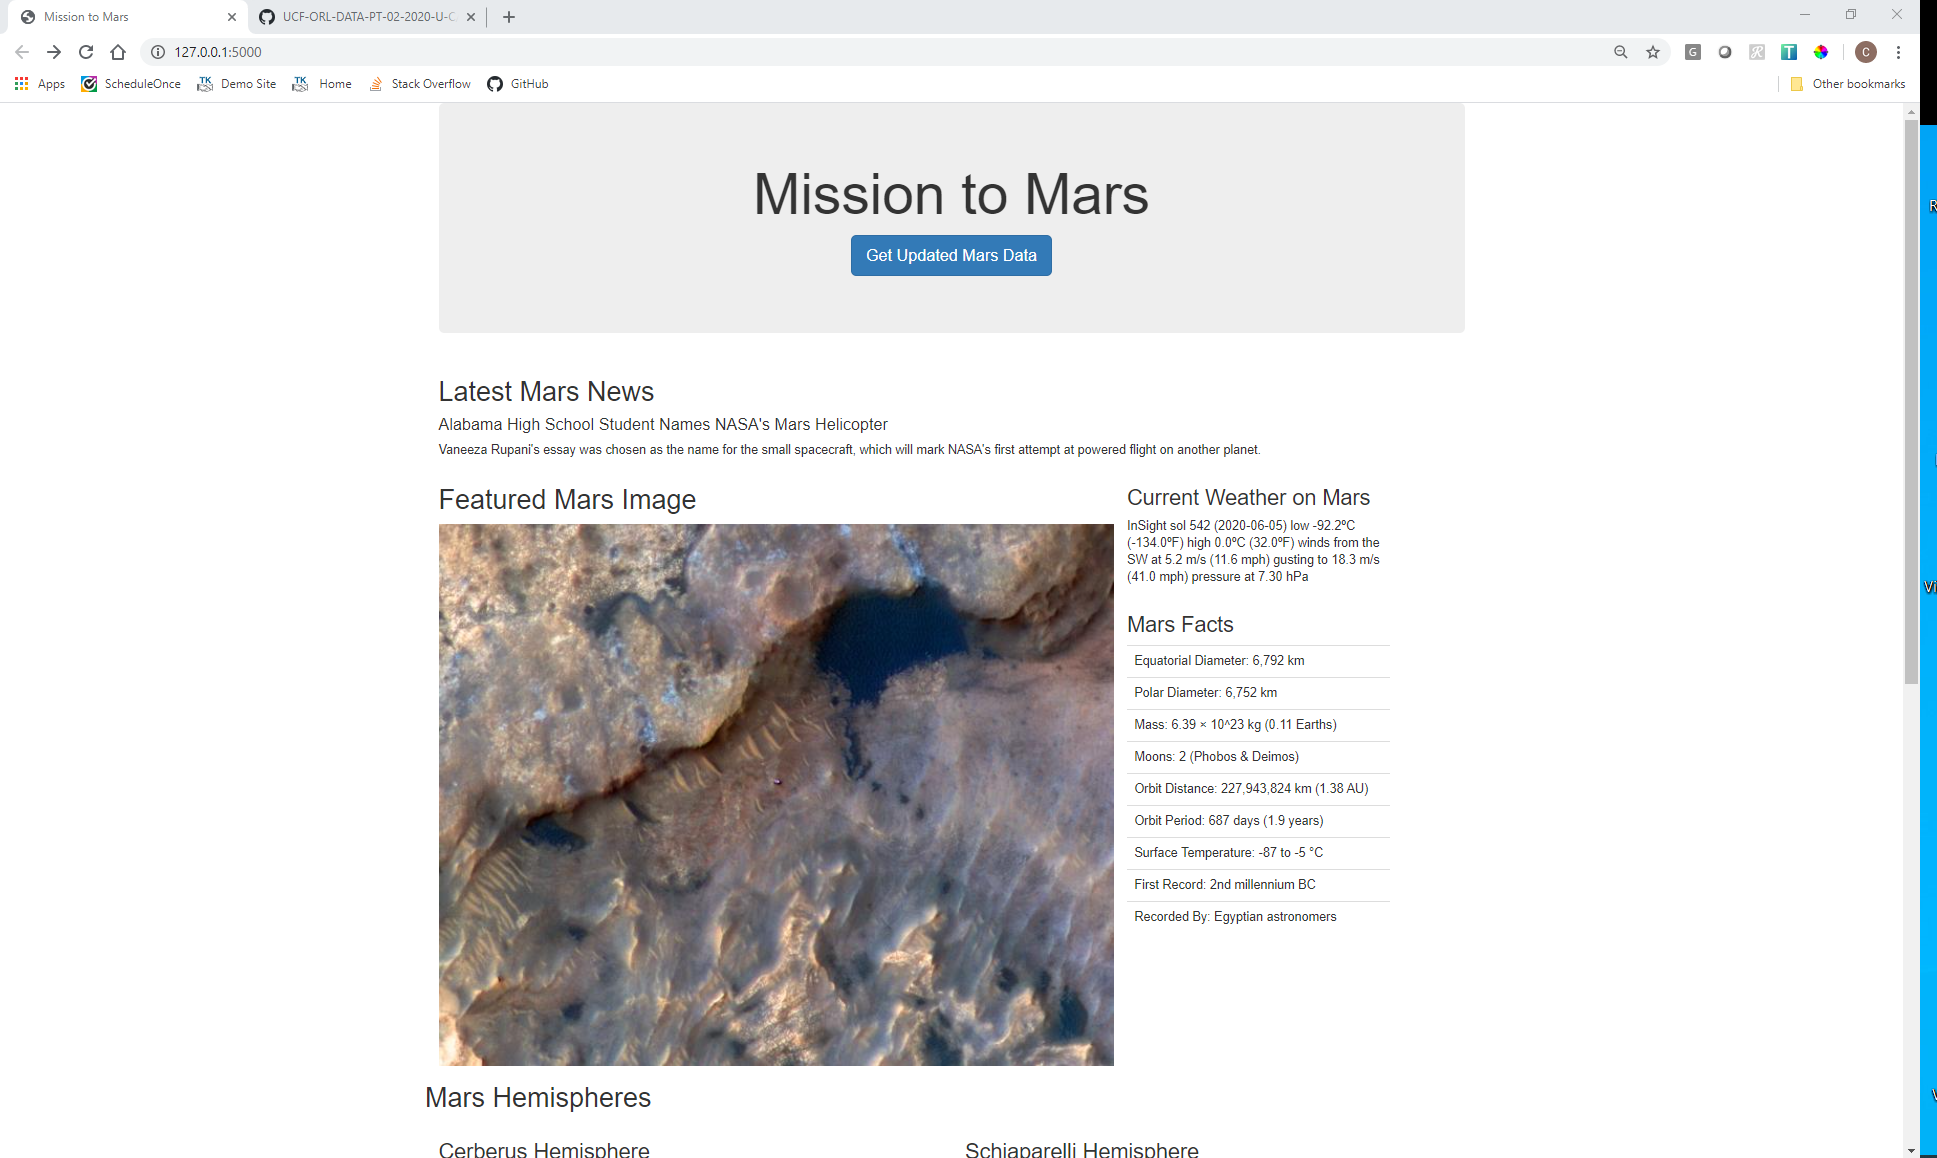 Mission to Mars
UCF-ORL-DATA-PT-02-2020-U-C
127.0.0.1:5000
Apps ScheduleOnce Demo Site Home Stack Overflow GitHub Other bookmarks
Mission to Mars
Get Updated Mars Data
Latest Mars News
Alabama High School Student Names NASA's Mars Helicopter
Vaneeza Rupani's essay was chosen as the name for the small spacecraft, which will mark NASA's first attempt at powered flight on another planet.
Featured Mars Image
Current Weather on Mars
InSight sol 542 (2020-06-05) low -92.2ºC
(-134.0ºF) high 0.0ºC (32.0ºF) winds from the
SW at 5.2 m/s (11.6 mph) gusting to 18.3 m/s
(41.0 mph) pressure at 7.30 hPa
Mars Facts
Equatorial Diameter: 6,792 km
Polar Diameter: 6,752 km
Mass: 6.39 × 10^23 kg (0.11 Earths)
Moons: 2 (Phobos & Deimos)
Orbit Distance: 227,943,824 km (1.38 AU)
Orbit Period: 687 days (1.9 years)
Surface Temperature: -87 to -5 °C
First Record: 2nd millennium BC
Recorded By: Egyptian astronomers
Mars Hemispheres
Cerberus Hemisphere
Schiaparelli Hemisphere